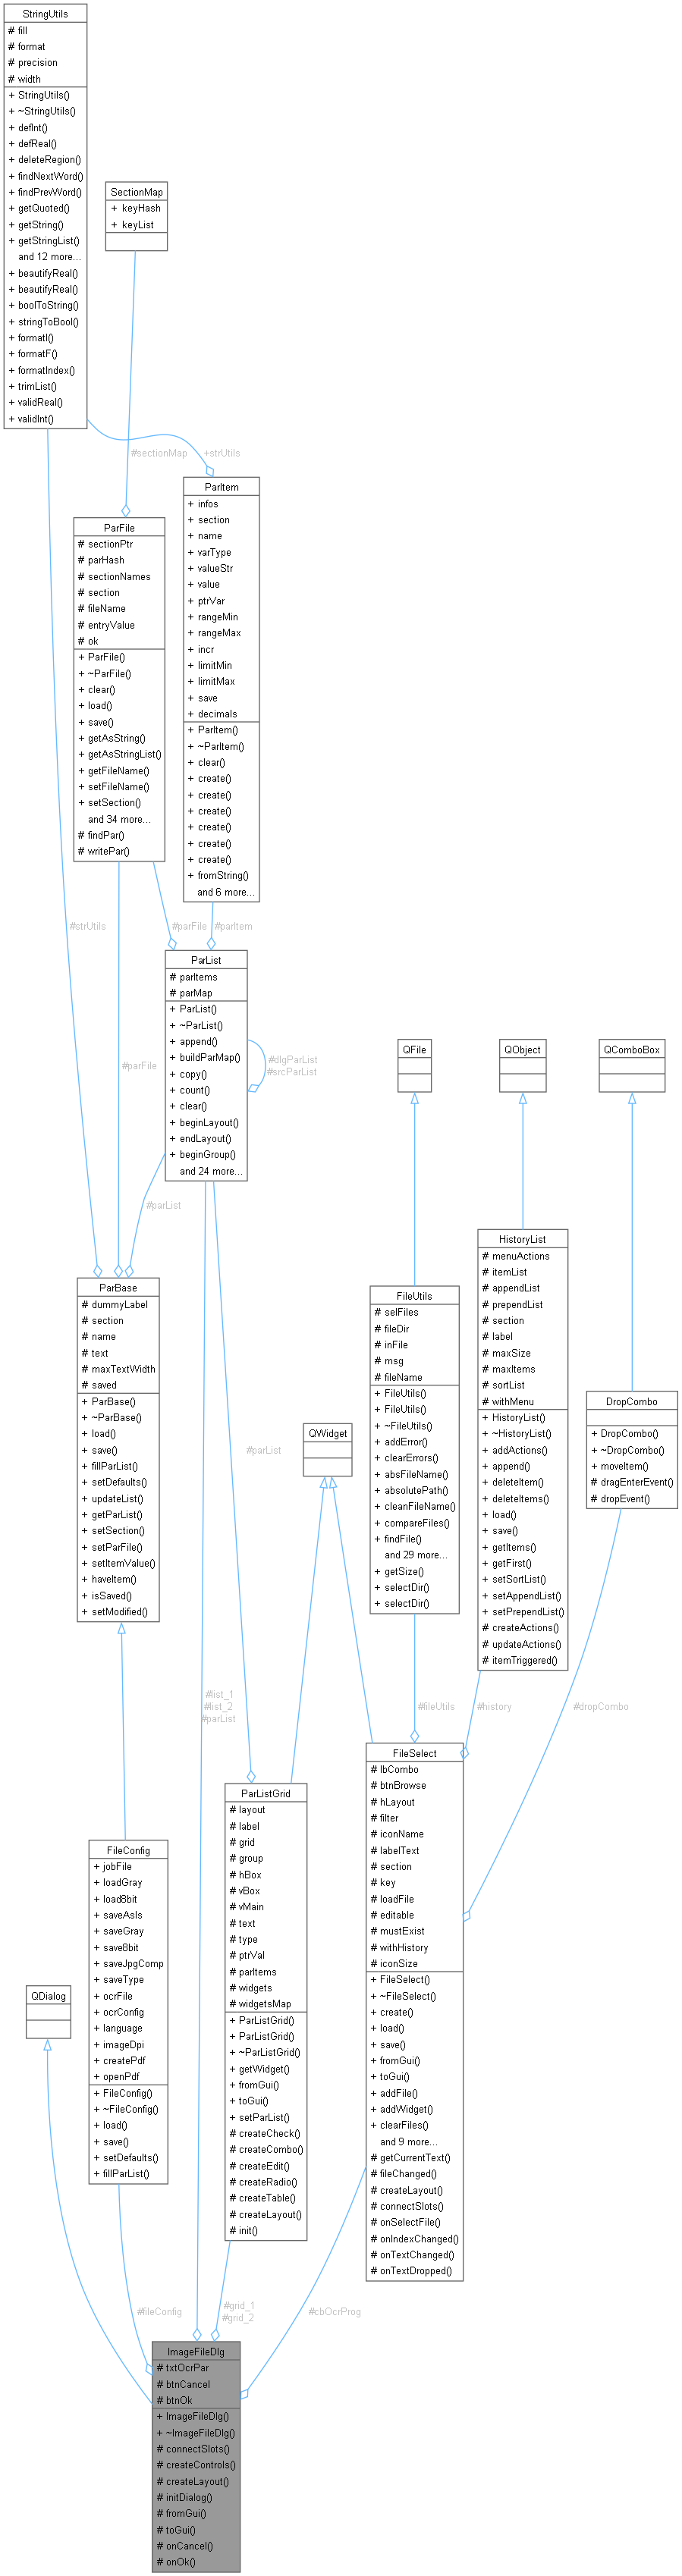 StringUtils
# fill
# format
# precision
# width
+ StringUtils()
+ ~StringUtils()
+ defInt()
+ defReal()
+ deleteRegion()
+ findNextWord()
+ findPrevWord()
+ getQuoted()
+ getString()
+ getStringList()
and 12 more...
+ beautifyReal()
+ beautifyReal()
+ boolToString()
+ stringToBool()
+ formatI()
+ formatF()
+ formatIndex()
+ trimList()
+ validReal()
+ validInt()
SectionMap
+ keyHash
+ keyList
#sectionMap
+strUtils
ParItem
+ infos
+ section
+ name
+ varType
+ valueStr
+ value
+ ptrVar
+ rangeMin
+ rangeMax
+ incr
+ limitMin
+ limitMax
+ save
+ decimals
+ ParItem()
+ ~ParItem()
+ clear()
+ create()
+ create()
+ create()
+ create()
+ create()
+ create()
+ fromString()
and 6 more...
ParFile
# sectionPtr
# parHash
# sectionNames
# section
# fileName
# entryValue
# ok
+ ParFile()
+ ~ParFile()
+ clear()
+ load()
+ save()
+ getAsString()
+ getAsStringList()
+ getFileName()
+ setFileName()
+ setSection()
and 34 more...
# findPar()
# writePar()
#strUtils
#parFile
#parItem
ParList
# parItems
# parMap
+ ParList()
+ ~ParList()
+ append()
+ buildParMap()
+ copy()
+ count()
+ clear()
+ beginLayout()
+ endLayout()
+ beginGroup()
and 24 more...
#dlgParList
#srcParList
#parFile
#parList
QFile
QObject
QComboBox
ParBase
# dummyLabel
# section
# name
# text
# maxTextWidth
# saved
+ ParBase()
+ ~ParBase()
+ load()
+ save()
+ fillParList()
+ setDefaults()
+ updateList()
+ getParList()
+ setSection()
+ setParFile()
+ setItemValue()
+ haveItem()
+ isSaved()
+ setModified()
#parList
QWidget
FileUtils
# selFiles
# fileDir
# inFile
# msg
# fileName
+ FileUtils()
+ FileUtils()
+ ~FileUtils()
+ addError()
+ clearErrors()
+ absFileName()
+ absolutePath()
+ cleanFileName()
+ compareFiles()
+ findFile()
and 29 more...
+ getSize()
+ selectDir()
+ selectDir()
HistoryList
# menuActions
# itemList
# appendList
# prependList
# section
# label
# maxSize
# maxItems
# sortList
# withMenu
+ HistoryList()
+ ~HistoryList()
+ addActions()
+ append()
+ deleteItem()
+ deleteItems()
+ load()
+ save()
+ getItems()
+ getFirst()
+ setSortList()
+ setAppendList()
+ setPrependList()
# createActions()
# updateActions()
# itemTriggered()
DropCombo
+ DropCombo()
+ ~DropCombo()
+ moveItem()
# dragEnterEvent()
# dropEvent()
#list_1
#list_2
#parList
#fileUtils
#history
#dropCombo
FileSelect
# lbCombo
# btnBrowse
# hLayout
# filter
# iconName
# labelText
# section
# key
# loadFile
# editable
# mustExist
# withHistory
# iconSize
+ FileSelect()
+ ~FileSelect()
+ create()
+ load()
+ save()
+ fromGui()
+ toGui()
+ addFile()
+ addWidget()
+ clearFiles()
and 9 more...
# getCurrentText()
# fileChanged()
# createLayout()
# connectSlots()
# onSelectFile()
# onIndexChanged()
# onTextChanged()
# onTextDropped()
ParListGrid
# layout
# label
# grid
# group
# hBox
# vBox
# vMain
# text
# type
# ptrVal
# parItems
# widgets
# widgetsMap
+ ParListGrid()
+ ParListGrid()
+ ~ParListGrid()
+ getWidget()
+ fromGui()
+ toGui()
+ setParList()
# createCheck()
# createCombo()
# createEdit()
# createRadio()
# createTable()
# createLayout()
# init()
FileConfig
+ jobFile
+ loadGray
+ load8bit
+ saveAsIs
+ saveGray
+ save8bit
+ saveJpgComp
+ saveType
+ ocrFile
+ ocrConfig
+ language
+ imageDpi
+ createPdf
+ openPdf
+ FileConfig()
+ ~FileConfig()
+ load()
+ save()
+ setDefaults()
+ fillParList()
QDialog
#fileConfig
#grid_1
#grid_2
#cbOcrProg
ImageFileDlg
# txtOcrPar
# btnCancel
# btnOk
+ ImageFileDlg()
+ ~ImageFileDlg()
# connectSlots()
# createControls()
# createLayout()
# initDialog()
# fromGui()
# toGui()
# onCancel()
# onOk()